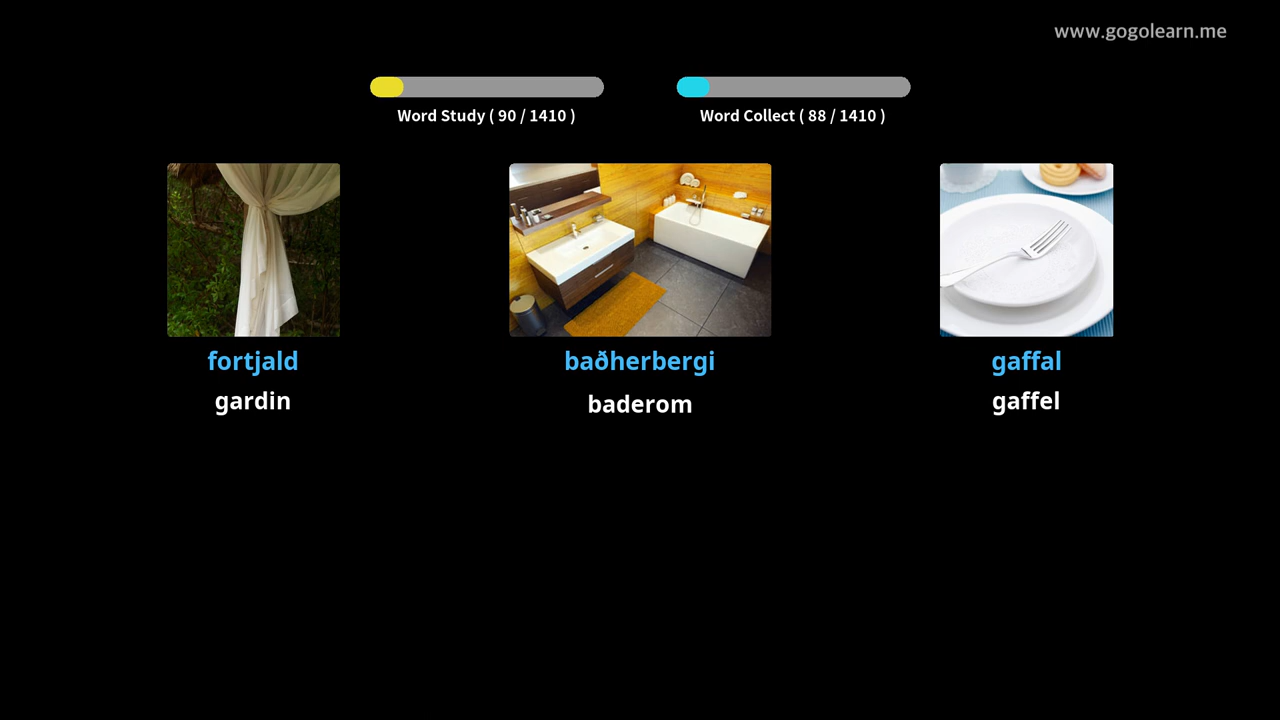 www.gogolearn.me
Word Study ( 90 / 1410 )
Word Collect ( 88 / 1410 )
fortjald
baðherbergi
gaffal
gardin
baderom
gaffel